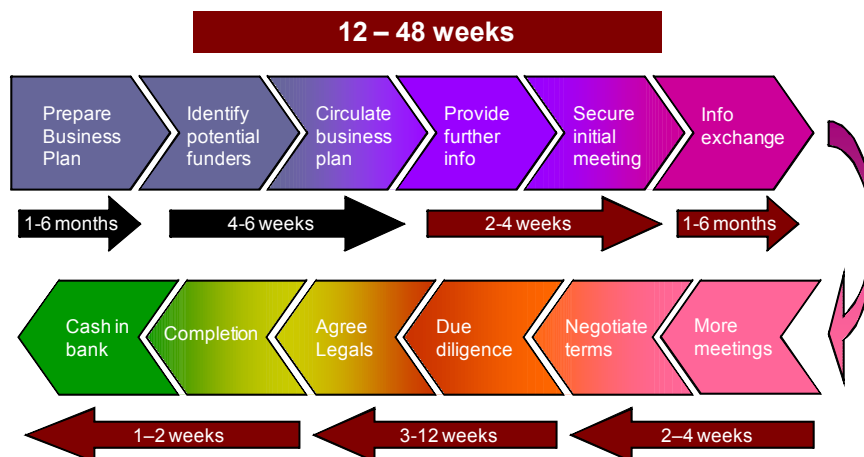 12 – 48 weeks
Prepare
Business
Plan
Identify
potential
funders
Circulate
business
plan
Provide
further
info
Secure
initial
meeting
Info
exchange
1-6 months
4-6 weeks
2-4 weeks
1-6 months
Cash in
bank
Completion
Agree
Legals
Due
diligence
Negotiate
terms
More
meetings
1–2 weeks
3-12 weeks
2–4 weeks